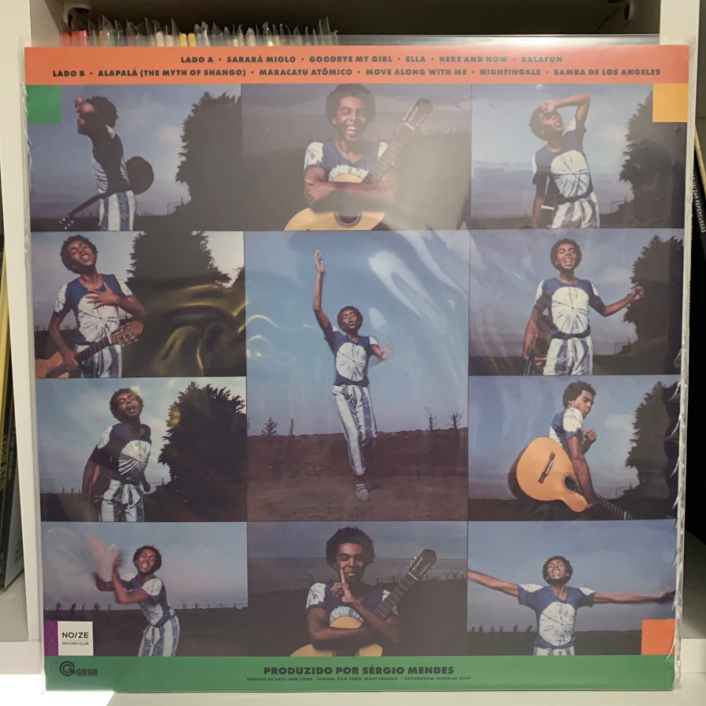 LADO A · SARARÁ MIOLO · GOODBYE MY GIRL · ELLA · HERE AND NOW · BALAFON
LADO B · ALAPALÁ (THE MYTH OF SHANGO) · MARACATU ATÔMICO · MOVE ALONG WITH ME · NIGHTINGALE · SAMBA DE LOS ANGELES
NOIZE
RECORD CLUB
GEGE
PRODUZIDO POR SÉRGIO MENDES